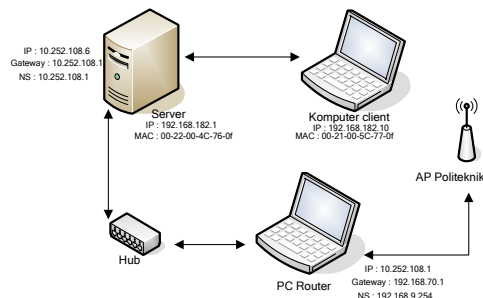 IP : 10.252.108.6
Gateway : 10.252.108.1
NS : 10.252.108.1
Server
IP : 192.168.182.1
MAC : 00-22-00-4C-76-0f
Komputer client
IP : 192.168.182.10
MAC : 00-21-00-5C-77-0f
AP Politeknik
Hub
PC Router
IP : 10.252.108.1
Gateway : 192.168.70.1
NS : 192.168.9.254